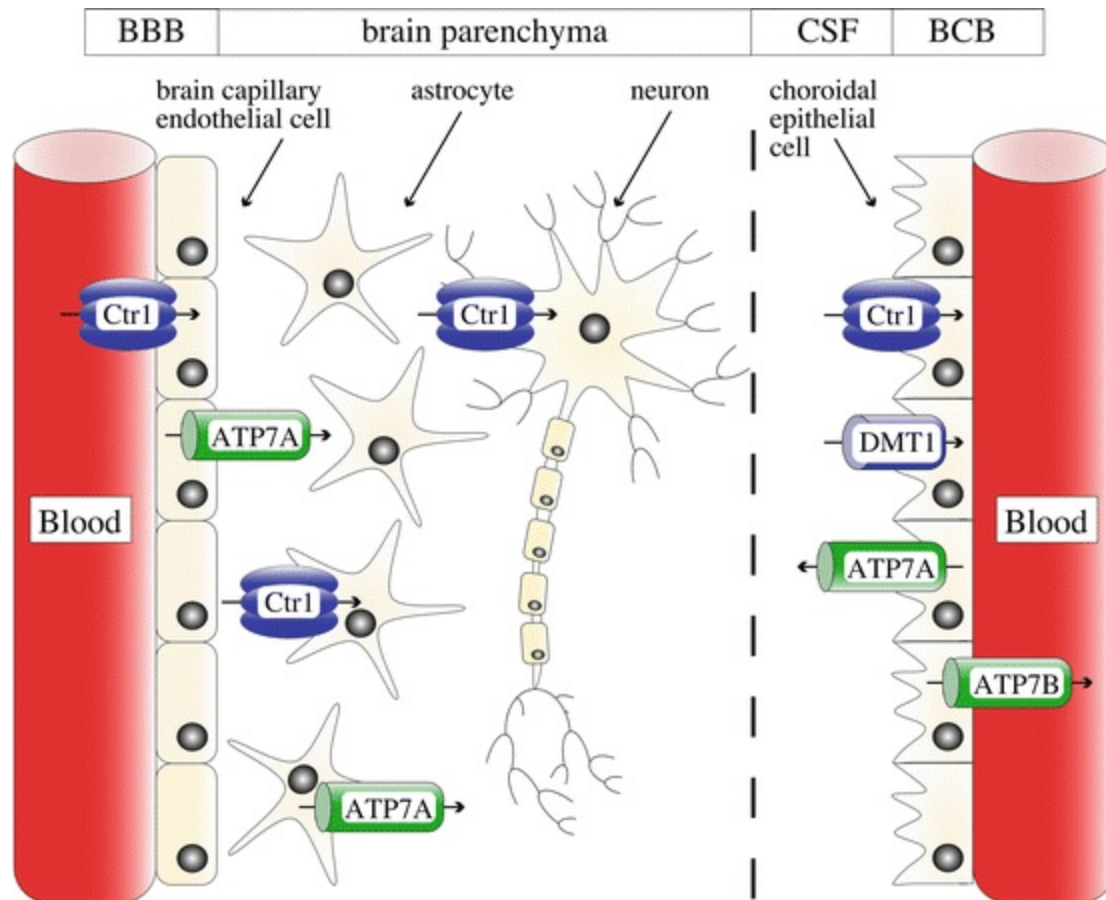 BBB
brain parenchyma
CSF
BCB
brain capillary
endothelial cell
astrocyte
neuron
choroidal
epithelial
cell
Ctr1
Ctr1
Ctr1
ATP7A
DMT1
Blood
Blood
ATP7A
Ctr1
ATP7B
ATP7A